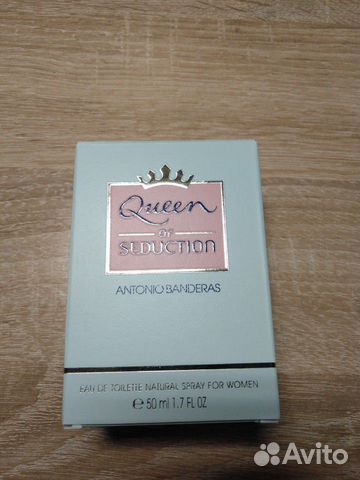 Queen
OF
SEDUCTION
ANTONIO BANDERAS
EAU DE TOILETTE NATURAL SPRAY FOR WOMEN
℮ 50 ml 1.7 FL OZ
Avito